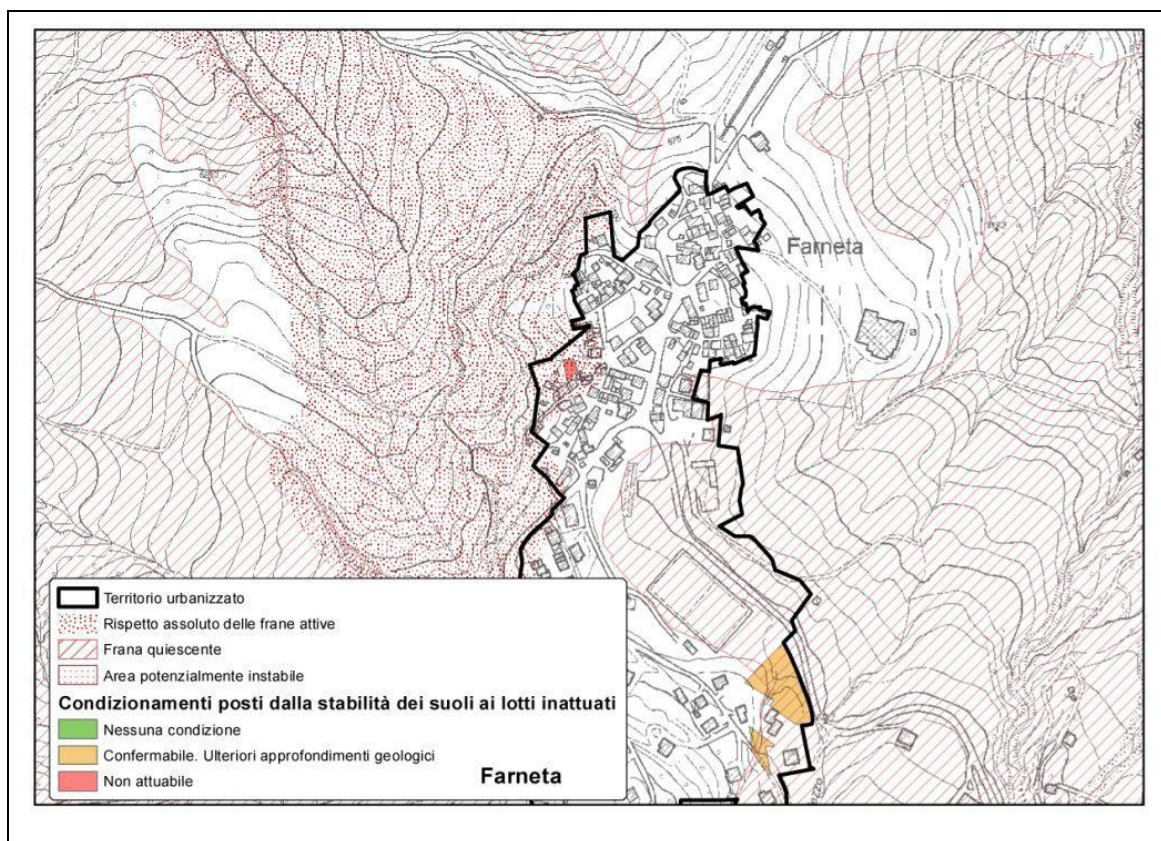 Farneta
675
Territorio urbanizzato
Rispetto assoluto delle frane attive
Frana quiescente
Area potenzialmente instabile
Condizionamenti posti dalla stabilità dei suoli ai lotti inattuati
Nessuna condizione
Confermabile. Ulteriori approfondimenti geologici
Non attuabile
Farneta